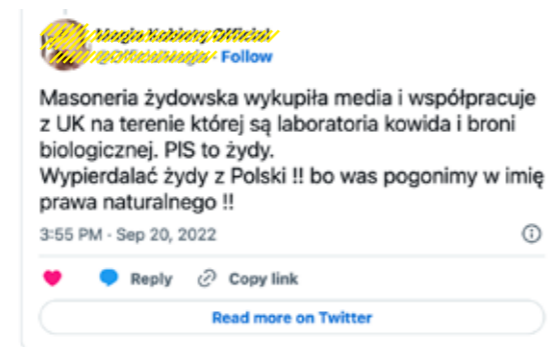 Follow
Masoneria żydowska wykupiła media i współpracuje
z UK na terenie której są laboratoria kowida i broni
biologicznej. PIS to żydy.
Wypierdalać żydy z Polski !! bo was pogonimy w imię
prawa naturalnego !!
3:55 PM · Sep 20, 2022
Reply Copy link
Read more on Twitter